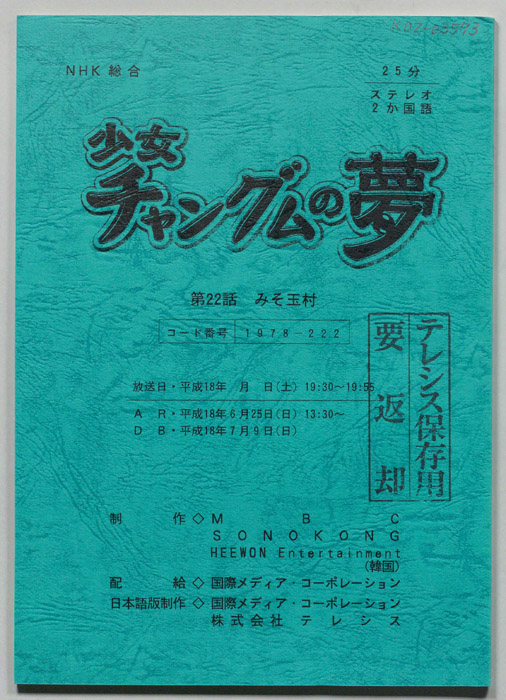 NHK 総合
25分
ステレオ
2か国語
少女
チャングムの夢
第22話 みそ玉村
コード番号 1978-222
放送日・平成18年 月 日(土) 19:30~19:55
AR・平成18年6月25日(日) 13:30~
DB・平成18年7月9日(日)
テレシス保存用
要返却
制作◇MBC
SONOKONG
HEEWON Entertainment
(韓国)
配給◇国際メディア・コーポレーション
日本語版制作◇国際メディア・コーポレーション
株式会社テレシス